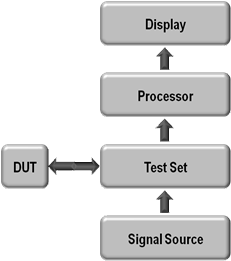 Display
Processor
DUT
Test Set
Signal Source